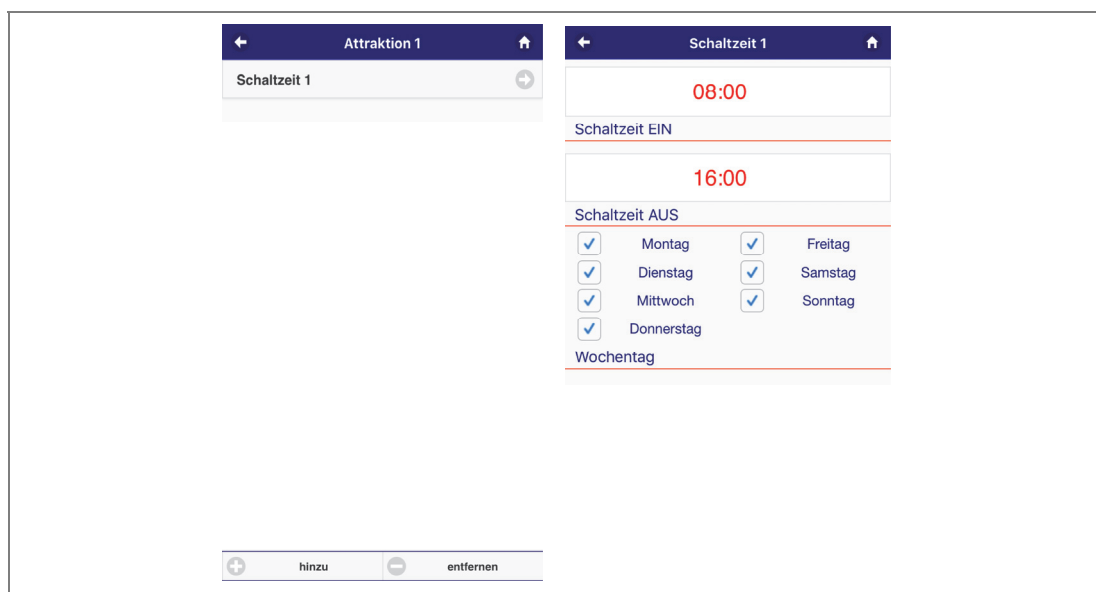 Attraktion 1
Schaltzeit 1
hinzu entfernen
Schaltzeit 1
08:00
Schaltzeit EIN
16:00
Schaltzeit AUS
Montag Freitag
Dienstag Samstag
Mittwoch Sonntag
Donnerstag
Wochentag